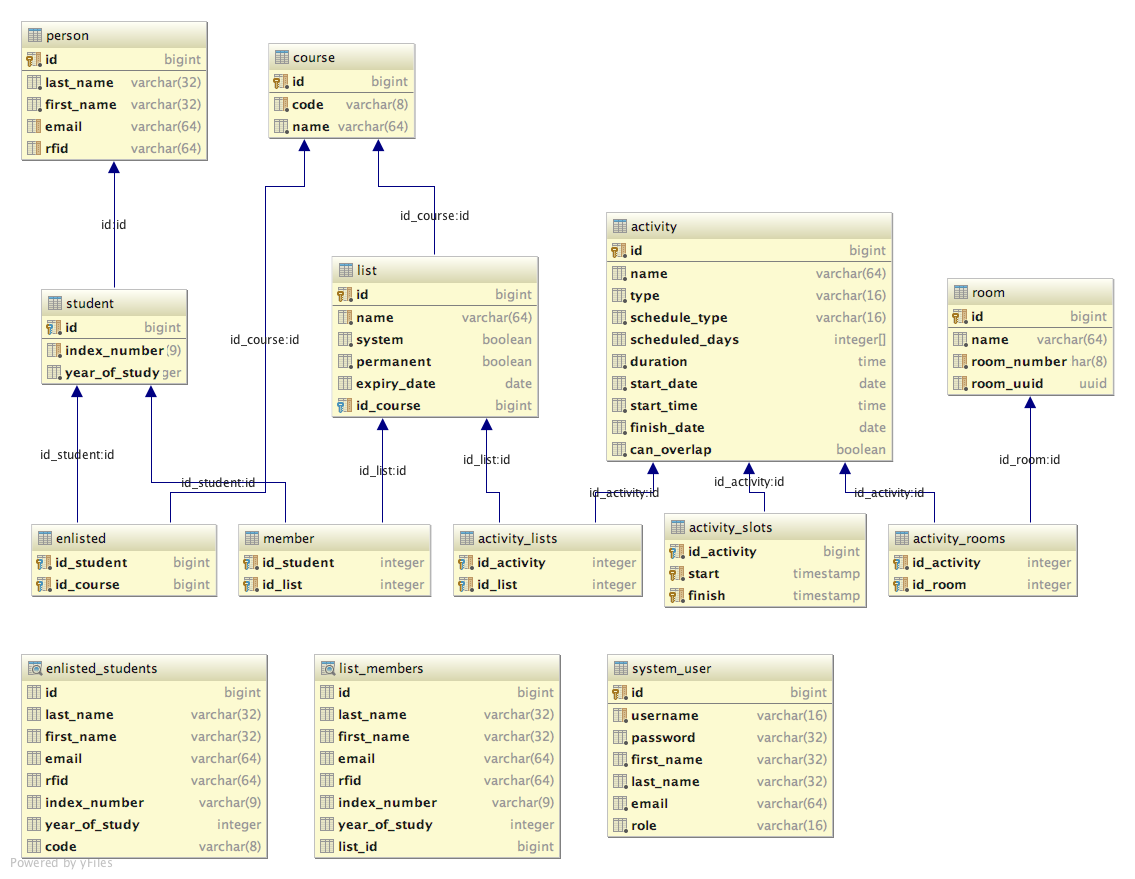 person
id bigint
last_name varchar(32)
first_name varchar(32)
email varchar(64)
rfid varchar(64)
course
id bigint
code varchar(8)
name varchar(64)
id:id
id_course:id
id_course:id
student
id bigint
index_number (9)
year_of_study ger
list
id bigint
name varchar(64)
system boolean
permanent boolean
expiry_date date
id_course bigint
activity
id bigint
name varchar(64)
type varchar(16)
schedule_type varchar(16)
scheduled_days integer[]
duration time
start_date date
start_time time
finish_date date
can_overlap boolean
room
id bigint
name varchar(64)
room_number har(8)
room_uuid uuid
id_student:id
id_student:id
id_list:id
id_list:id
id_activity:id
id_activity:id
id_activity:id
id_room:id
enlisted
id_student bigint
id_course bigint
member
id_student integer
id_list integer
activity_lists
id_activity integer
id_list integer
activity_slots
id_activity bigint
start timestamp
finish timestamp
activity_rooms
id_activity integer
id_room integer
enlisted_students
id bigint
last_name varchar(32)
first_name varchar(32)
email varchar(64)
rfid varchar(64)
index_number varchar(9)
year_of_study integer
code varchar(8)
list_members
id bigint
last_name varchar(32)
first_name varchar(32)
email varchar(64)
rfid varchar(64)
index_number varchar(9)
year_of_study integer
list_id bigint
system_user
id bigint
username varchar(16)
password varchar(32)
first_name varchar(32)
last_name varchar(32)
email varchar(64)
role varchar(16)
Powered by yFiles